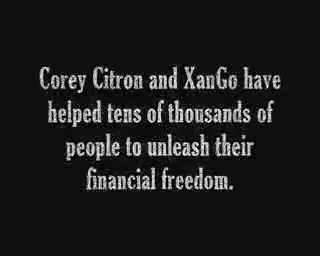 Corey Citron and XanGo have
helped tens of thousands of
people to unleash their
financial freedom.